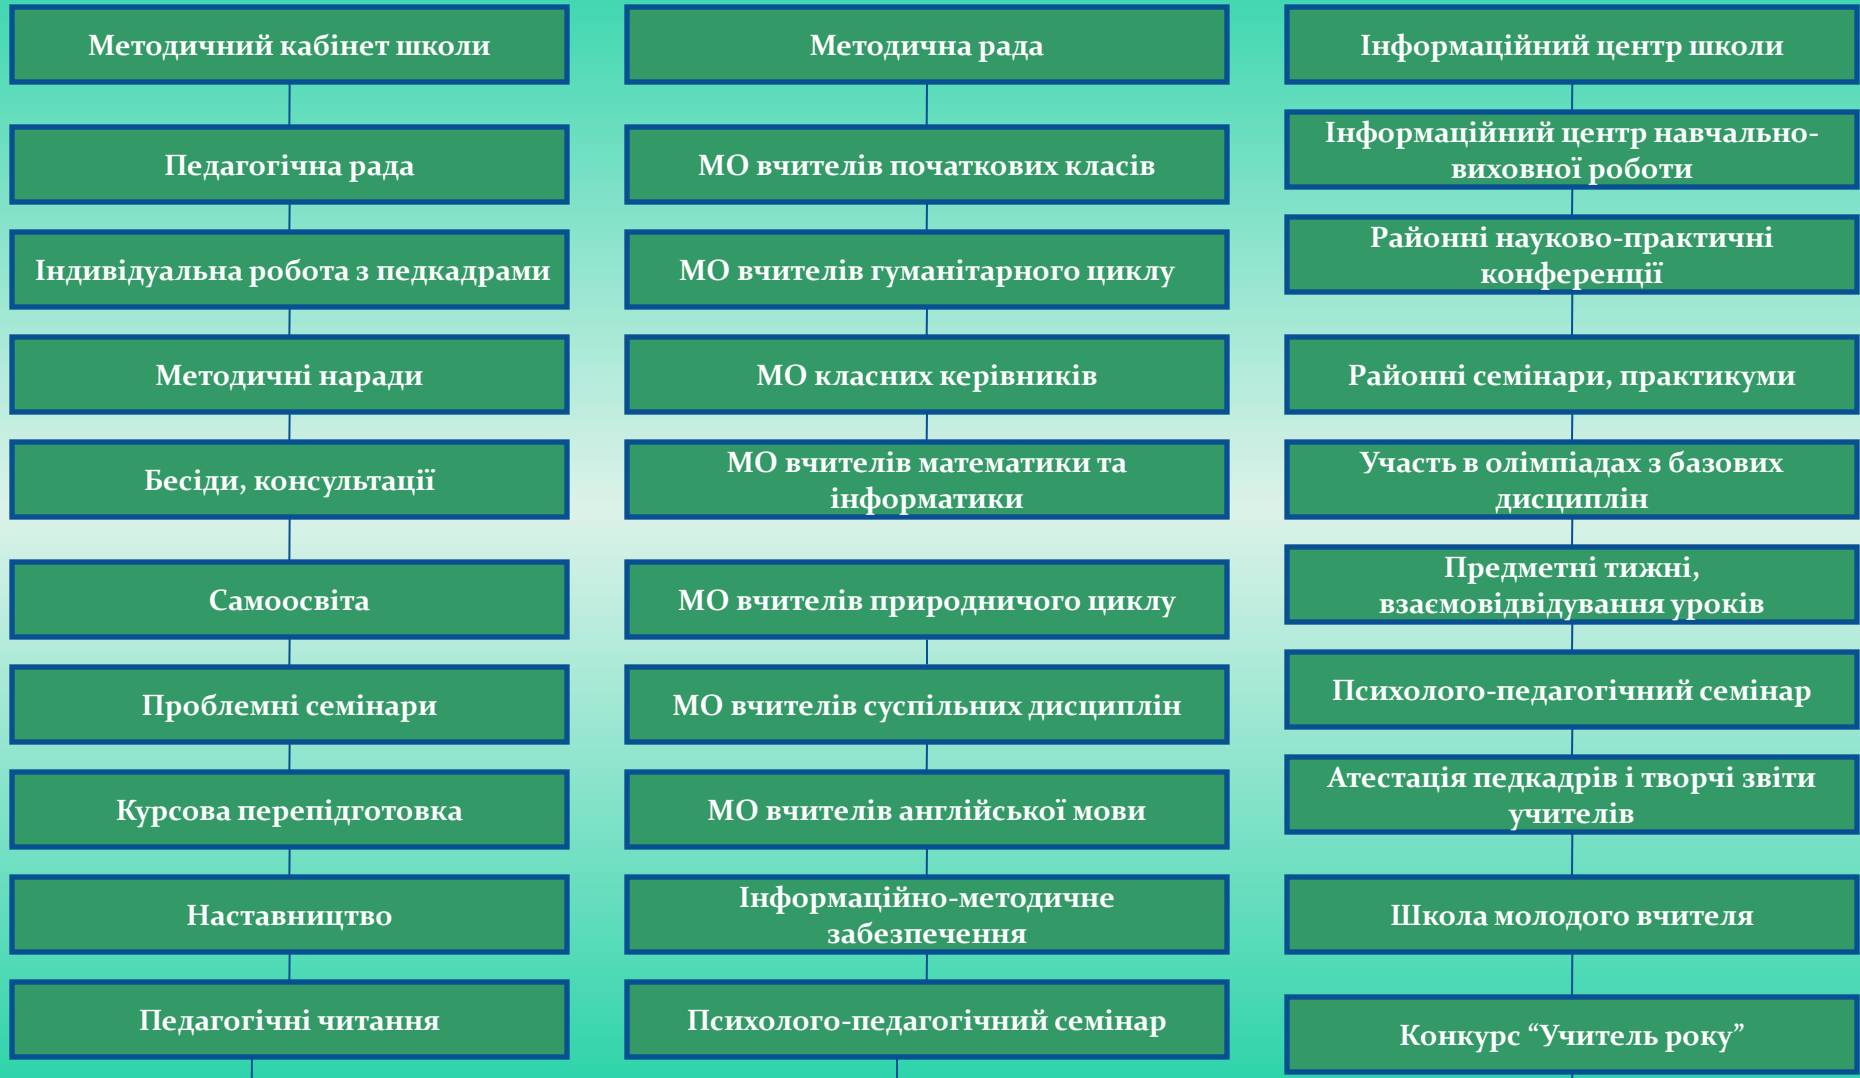 Методичний кабінет школи
Педагогічна рада
Індивідуальна робота з педкадрами
Методичні наради
Бесіди, консультації
Самоосвіта
Проблемні семінари
Курсова перепідготовка
Наставництво
Педагогічні читання
Методична рада
МО вчителів початкових класів
МО вчителів гуманітарного циклу
МО класних керівників
МО вчителів математики та
інформатики
МО вчителів природничого циклу
МО вчителів суспільних дисциплін
МО вчителів англійської мови
Інформаційно-методичне
забезпечення
Психолого-педагогічний семінар
Інформаційний центр школи
Інформаційний центр навчально-
виховної роботи
Районні науково-практичні
конференції
Районні семінари, практикуми
Участь в олімпіадах з базових
дисциплін
Предметні тижні,
взаємовідвідування уроків
Психолого-педагогічний семінар
Атестація педкадрів і творчі звіти
учителів
Школа молодого вчителя
Конкурс “Учитель року”